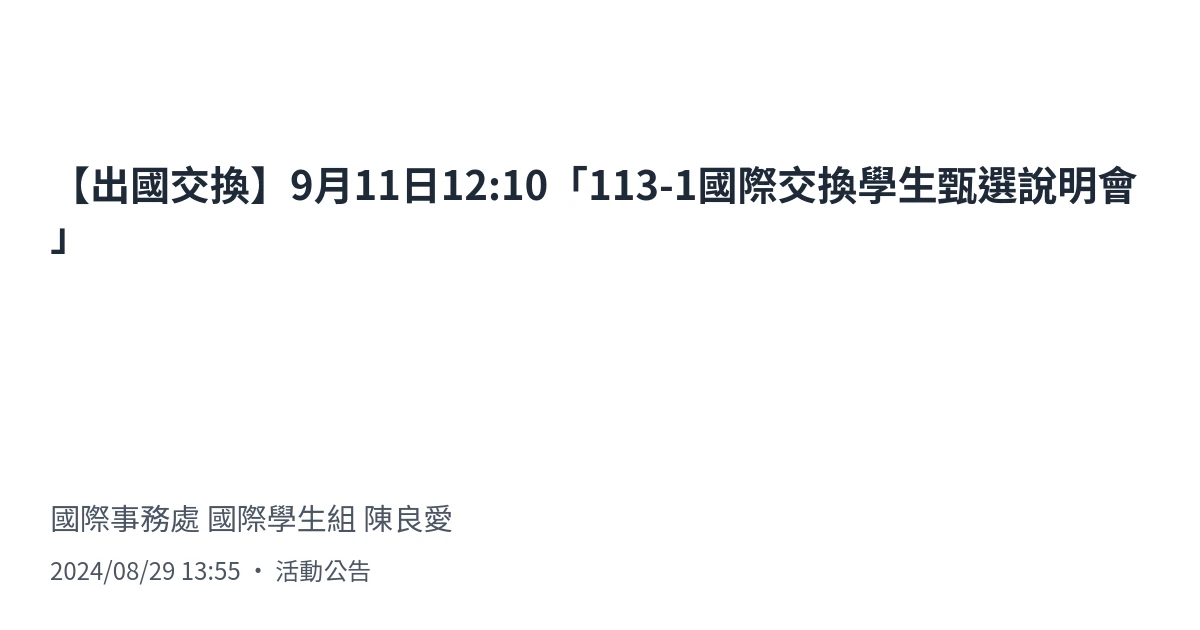 【出國交換】9月11日12:10「113-1國際交換學生甄選說明會
」
國際事務處 國際學生組 陳良愛
2024/08/29 13:55 • 活動公告